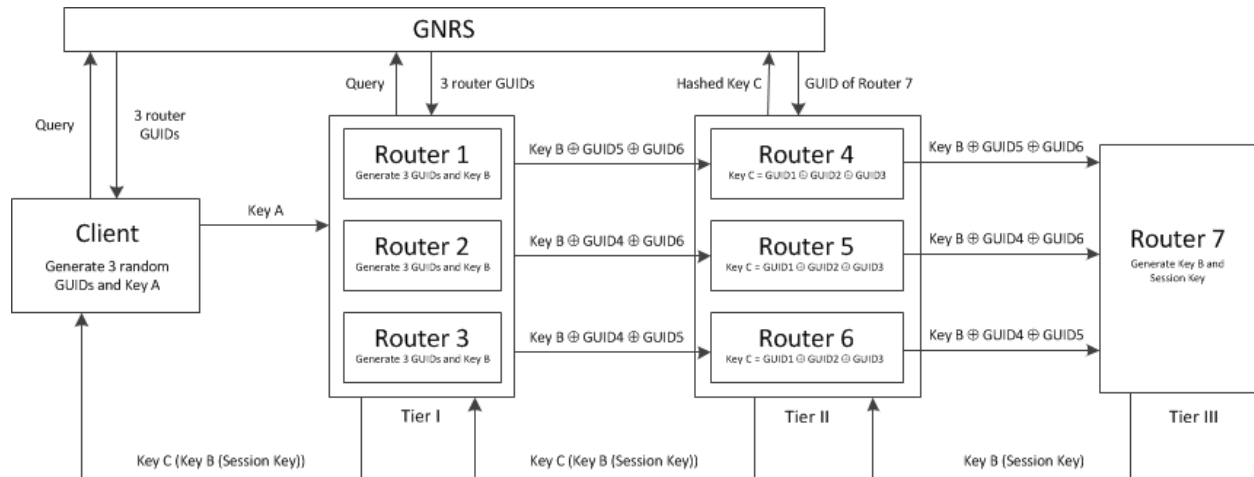 GNRS
Query
3 router
GUIDs
Query
3 router GUIDs
Hashed Key C
GUID of Router 7
Client
Generate 3 random
GUIDs and Key A
Key A
Router 1
Generate 3 GUIDs and Key B
Router 2
Generate 3 GUIDs and Key B
Router 3
Generate 3 GUIDs and Key B
Tier I
Key B ⊕ GUID5 ⊕ GUID6
Key B ⊕ GUID4 ⊕ GUID6
Key B ⊕ GUID4 ⊕ GUID5
Router 4
Key C = GUID1 ⊕ GUID2 ⊕ GUID3
Router 5
Key C = GUID1 ⊕ GUID2 ⊕ GUID3
Router 6
Key C = GUID1 ⊕ GUID2 ⊕ GUID3
Tier II
Key B ⊕ GUID5 ⊕ GUID6
Key B ⊕ GUID4 ⊕ GUID6
Key B ⊕ GUID4 ⊕ GUID5
Router 7
Generate Key B and
Session Key
Tier III
Key C (Key B (Session Key))
Key C (Key B (Session Key))
Key B (Session Key)